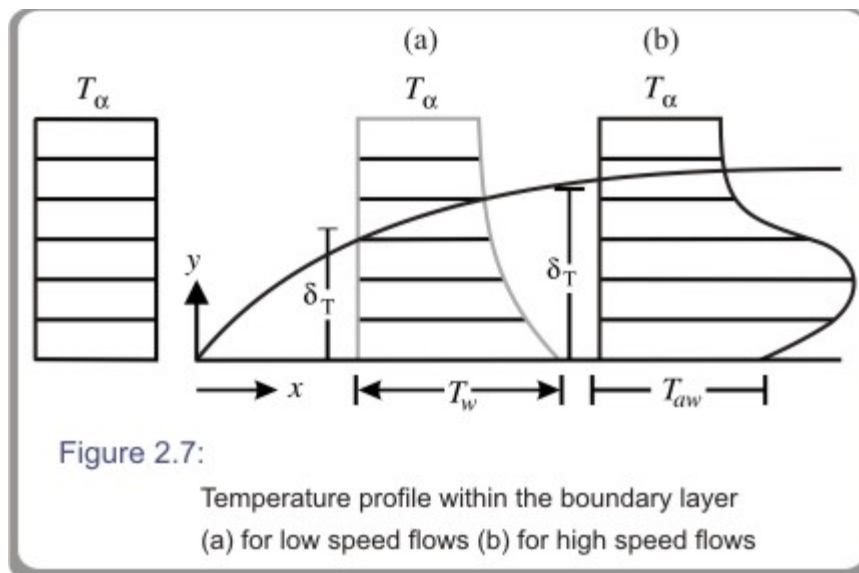 (a) (b)
Tα Tα Tα
y
δT δT
x Tw Taw
Figure 2.7:
Temperature profile within the boundary layer
(a) for low speed flows (b) for high speed flows